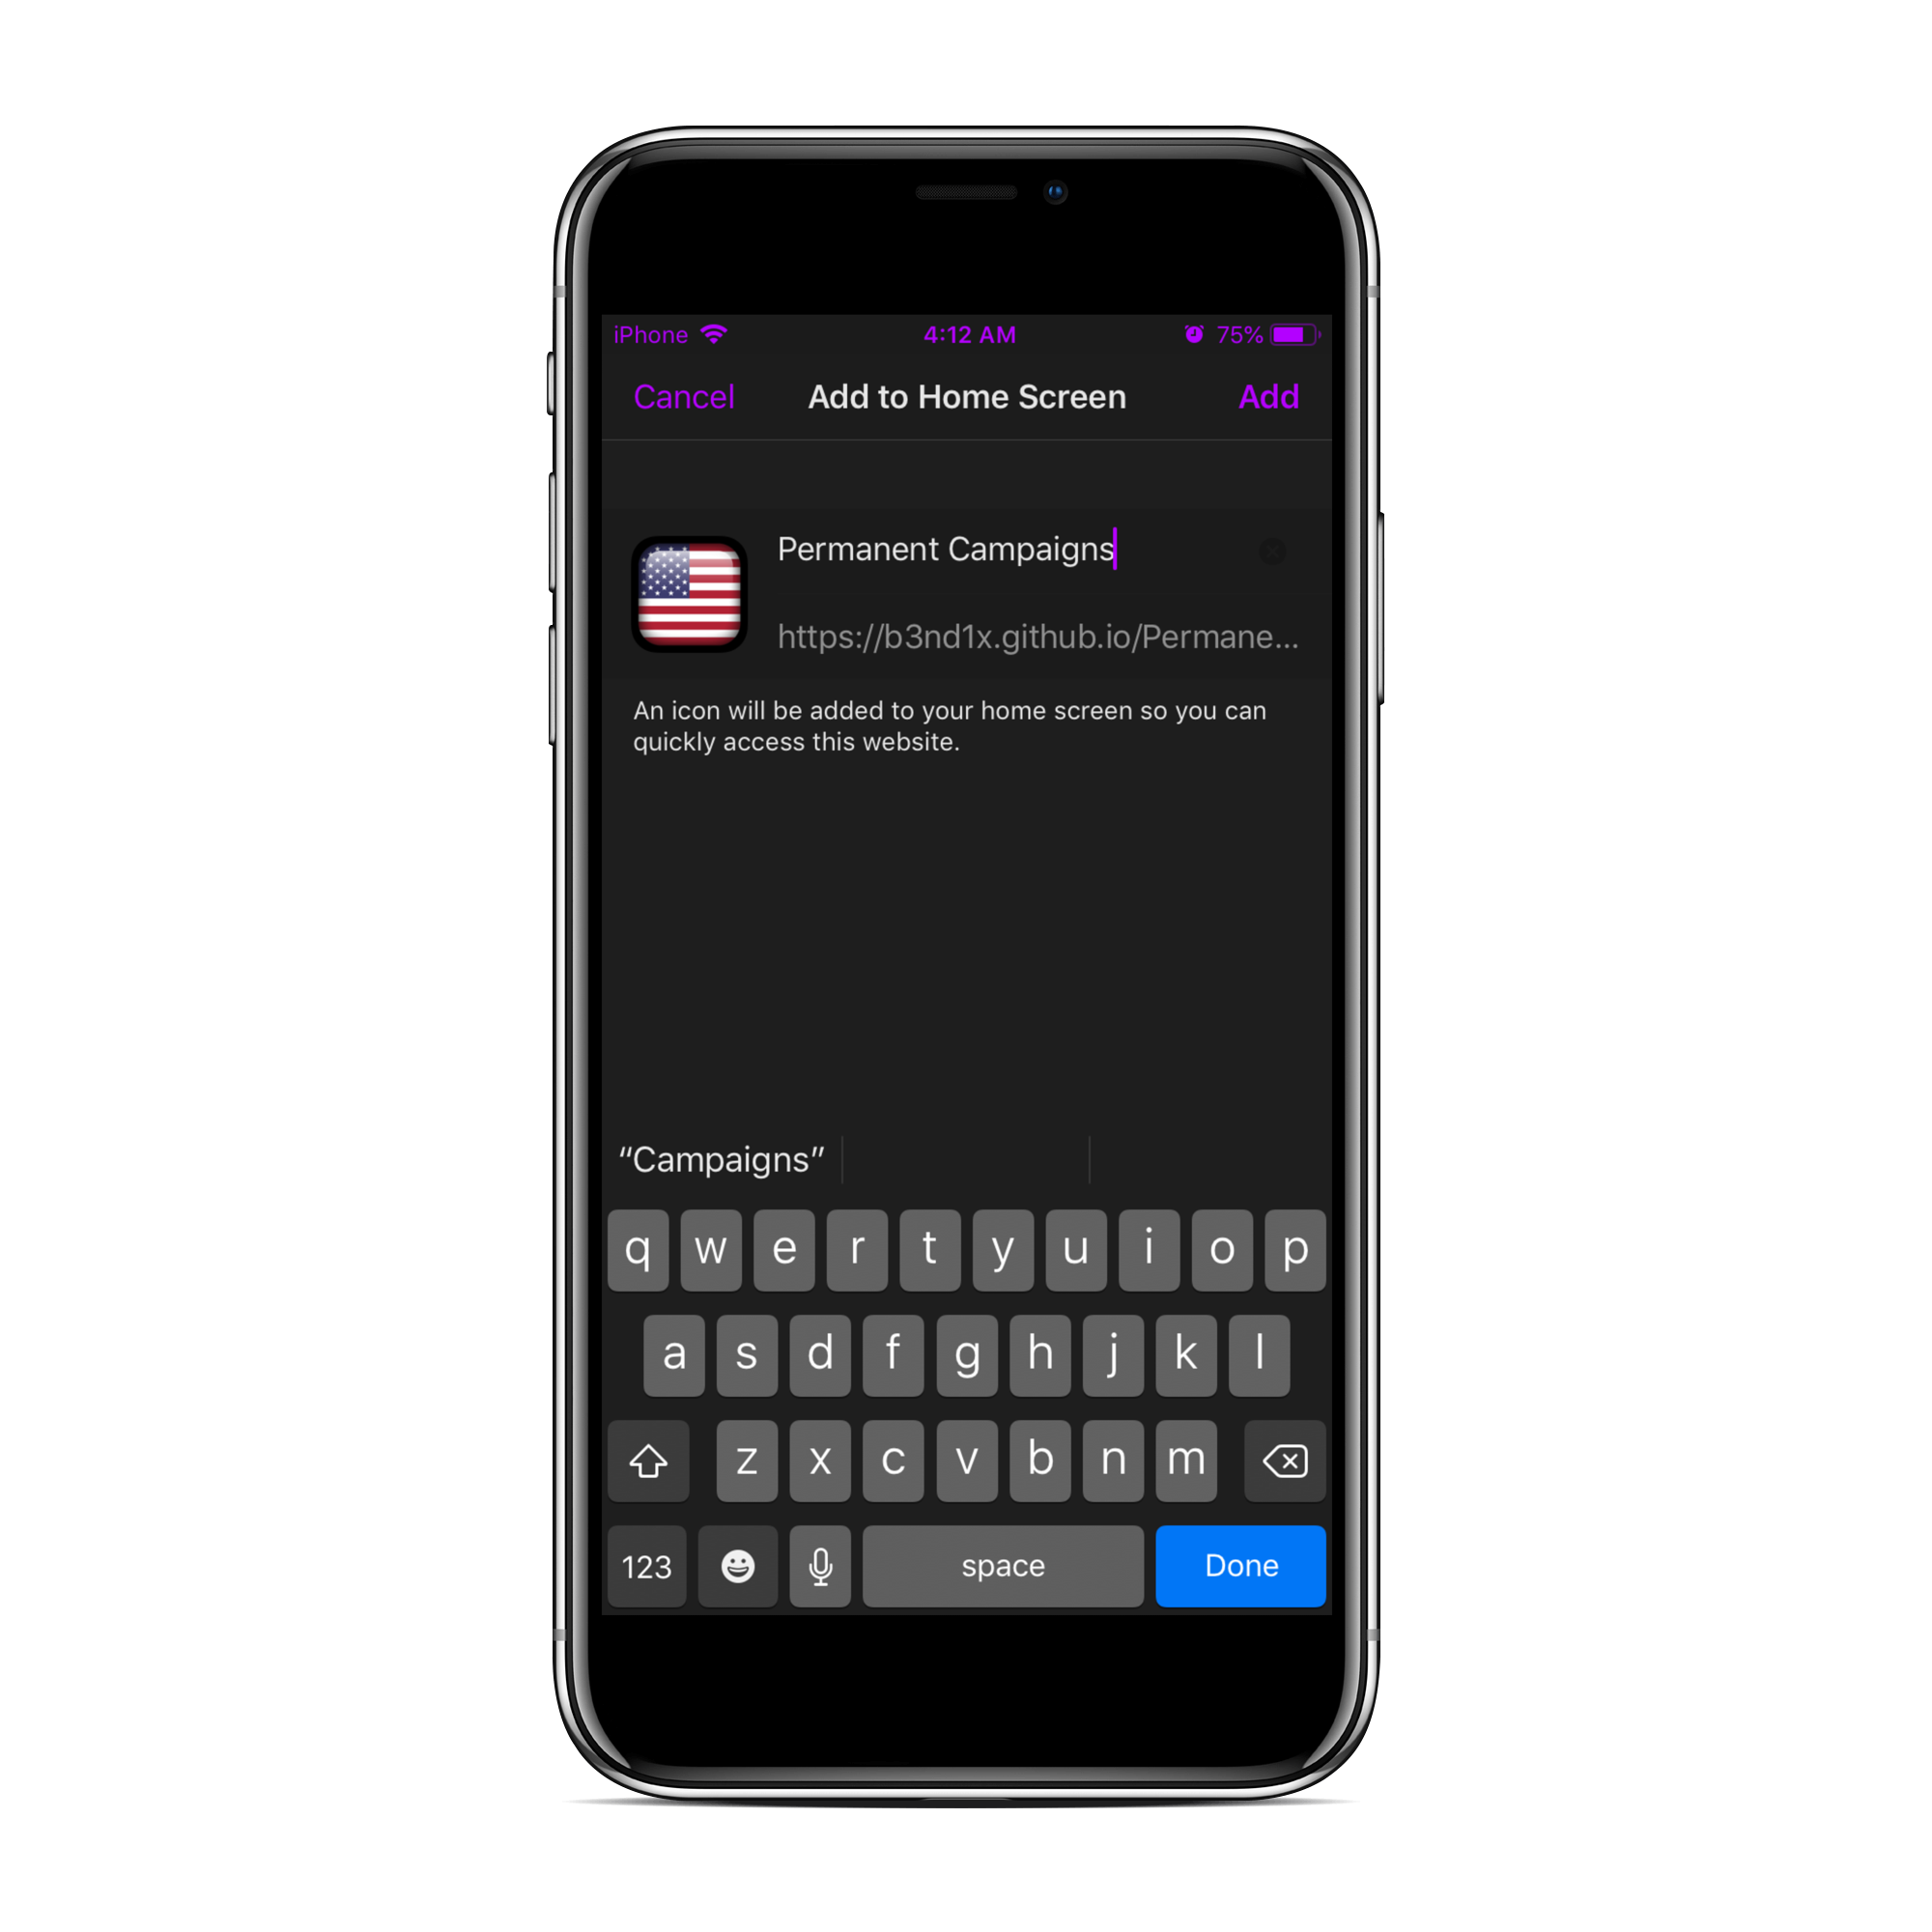 iPhone 4:12 AM 75%
Cancel Add to Home Screen Add
Permanent Campaigns
https://b3nd1x.github.io/Permane...
An icon will be added to your home screen so you can
quickly access this website.
“Campaigns”
q w e r t y u i o p
a s d f g h j k l
z x c v b n m
123 space Done